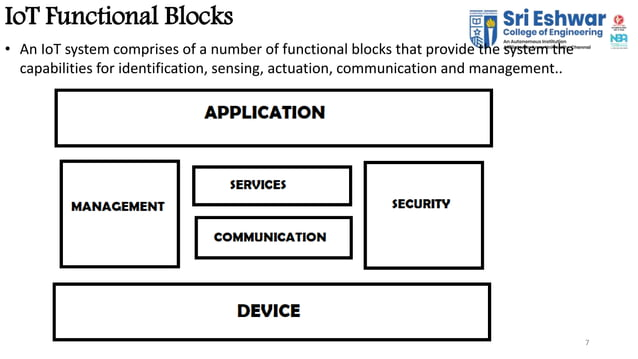 IoT Functional Blocks
Sri Eshwar
College of Engineering
An Autonomous Institution
• An IoT system comprises of a number of functional blocks that provide the system the
capabilities for identification, sensing, actuation, communication and management..
APPLICATION
MANAGEMENT
SERVICES
COMMUNICATION
SECURITY
DEVICE
7